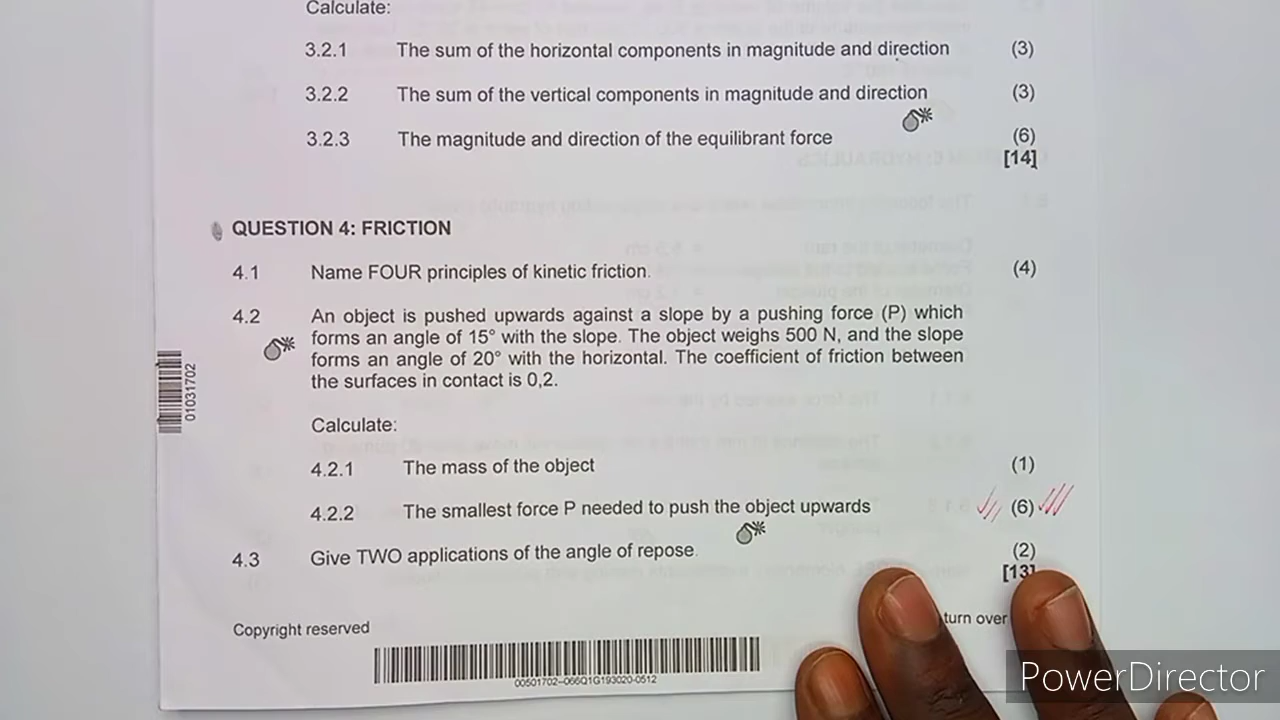 Calculate:
3.2.1 The sum of the horizontal components in magnitude and direction (3)
3.2.2 The sum of the vertical components in magnitude and direction (3)
3.2.3 The magnitude and direction of the equilibrant force (6)
[14]
QUESTION 4: FRICTION
4.1 Name FOUR principles of kinetic friction. (4)
4.2 An object is pushed upwards against a slope by a pushing force (P) which
forms an angle of 15° with the slope. The object weighs 500 N, and the slope
forms an angle of 20° with the horizontal. The coefficient of friction between
the surfaces in contact is 0,2.
01031702
Calculate:
4.2.1 The mass of the object (1)
4.2.2 The smallest force P needed to push the object upwards (6)
4.3 Give TWO applications of the angle of repose. (2)
[13]
Copyright reserved turn over
PowerDirector